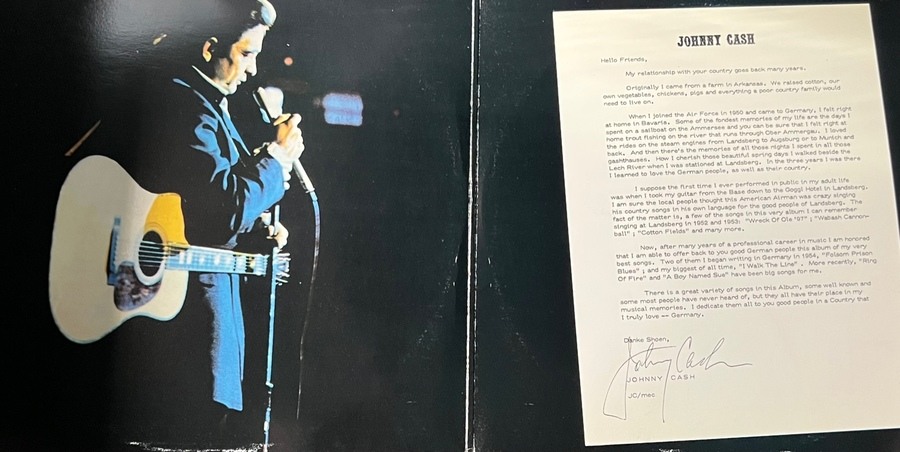 JOHNNY CASH
Hello Friends,
My relationship with your country goes back many years.
Originally I came from a farm in Arkansas. We raised cotton, our
own vegetables, chickens, pigs and everything a poor country family would
need to live on.
When I joined the Air Force in 1950 and came to Germany, I felt right
at home in Bavaria. Some of the fondest memories of my life are the days I
spent on a sailboat on the Ammersee and you can be sure that I felt right at
home trout fishing on the river that runs through Ober Ammergau. I loved
the rides on the steam engines from Landsberg to Augsburg or to Munich and
back. And then there's the memories of all those nights I spent in all those
gasthauses. How I cherish those beautiful spring days I walked beside the
Lech River when I was stationed at Landsberg. In the three years I was there
I learned to love the German people, as well as their country.
I suppose the first time I ever performed in public in my adult life
was when I took my guitar from the Base down to the Goggl Hotel in Landsberg.
I am sure the local people thought this American Airman was crazy singing
his country songs in his own language for the good people of Landsberg. The
fact of the matter is, a few of the songs in this very album I can remember
singing at Landsberg in 1952 and 1953: "Wreck Of Ole '97" ; "Wabash Cannon-
ball" ; "Cotton Fields" and many more.
Now, after many years of a professional career in music I am honored
that I am able to offer back to you good German people this album of my very
best songs. Two of them I began writing in Germany in 1954, "Folsom Prison
Blues" ; and my biggest of all time, "I Walk The Line" . More recently, "Ring
Of Fire" and "A Boy Named Sue" have been big songs for me.
There is a great variety of songs in this Album, some well known and
some most people have never heard of, but they all have their place in my
musical memories. I dedicate them all to you good people in a Country that
I truly love -- Germany.
Danke Shoen,
Johnny Cash
JOHNNY CASH
JC/mec